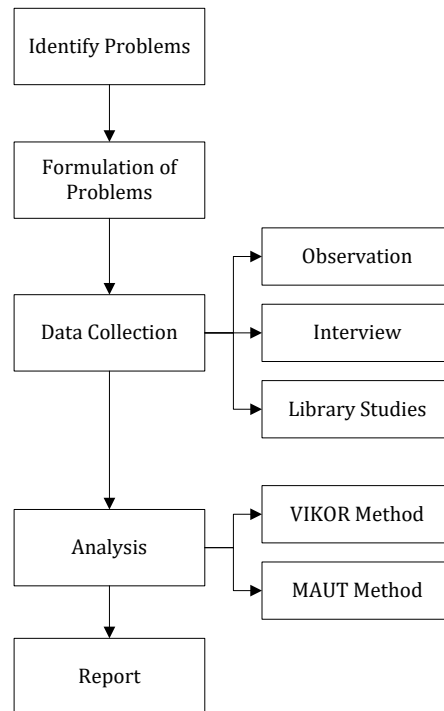 Identify Problems
Formulation of
Problems
Data Collection
Observation
Interview
Library Studies
Analysis
VIKOR Method
MAUT Method
Report